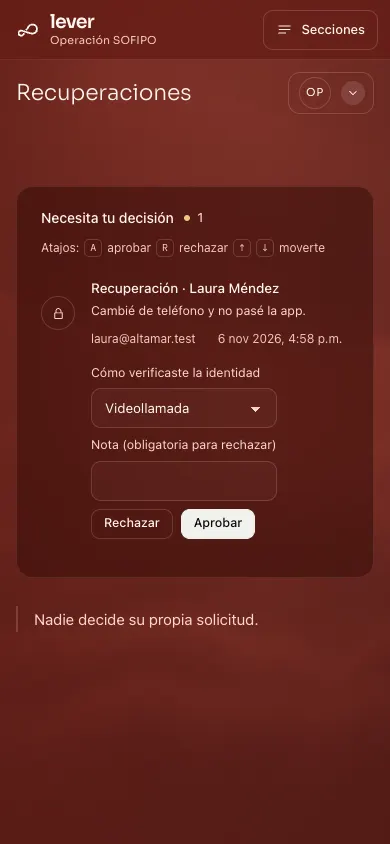 lever
Operación SOFIPO
Secciones
Recuperaciones
OP
Necesita tu decisión 1
Atajos: A aprobar R rechazar ↑ ↓ moverte
Recuperación · Laura Méndez
Cambié de teléfono y no pasé la app.
laura@altamar.test 6 nov 2026, 4:58 p.m.
Cómo verificaste la identidad
Videollamada
Nota (obligatoria para rechazar)
Rechazar Aprobar
Nadie decide su propia solicitud.